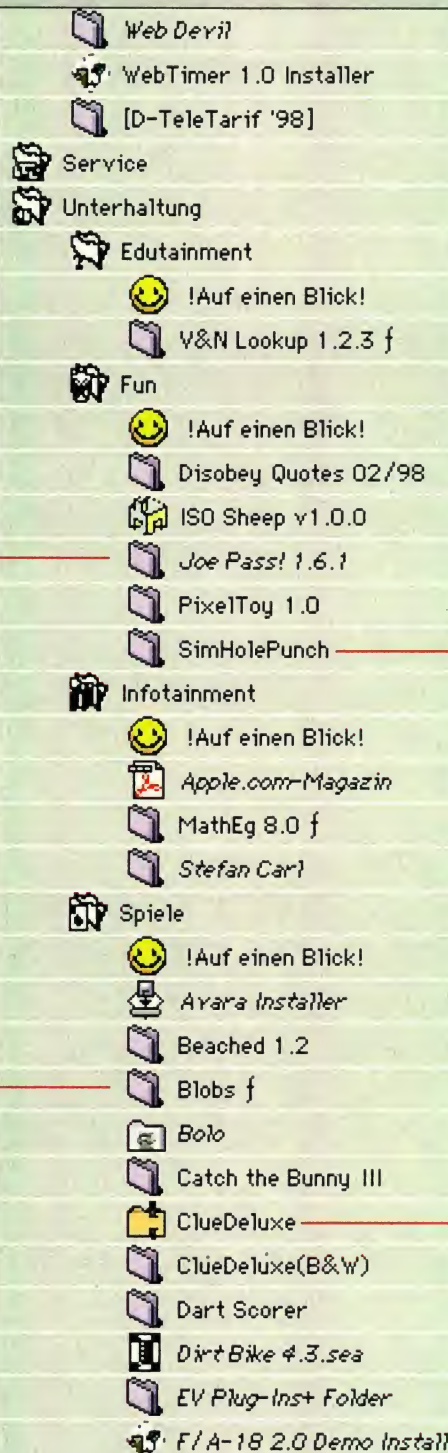 Web Devil
WebTimer 1.0 Installer
[D-TeleTarif '98]
Service
Unterhaltung
Edutainment
!Auf einen Blick!
V&N Lookup 1.2.3 ƒ
Fun
!Auf einen Blick!
Disobey Quotes 02/98
ISO Sheep v1.0.0
Joe Pass! 1.6.1
PixelToy 1.0
SimHolePunch
Infotainment
!Auf einen Blick!
Apple.com-Magazin
MathEg 8.0 ƒ
Stefan Carl
Spiele
!Auf einen Blick!
Avara Installer
Beached 1.2
Blobs ƒ
Bolo
Catch the Bunny III
ClueDeluxe
ClueDeluxe(B&W)
Dart Scorer
Dirt Bike 4.3.sea
EV Plug-Ins+ Folder
F/A-18 2.0 Demo Install